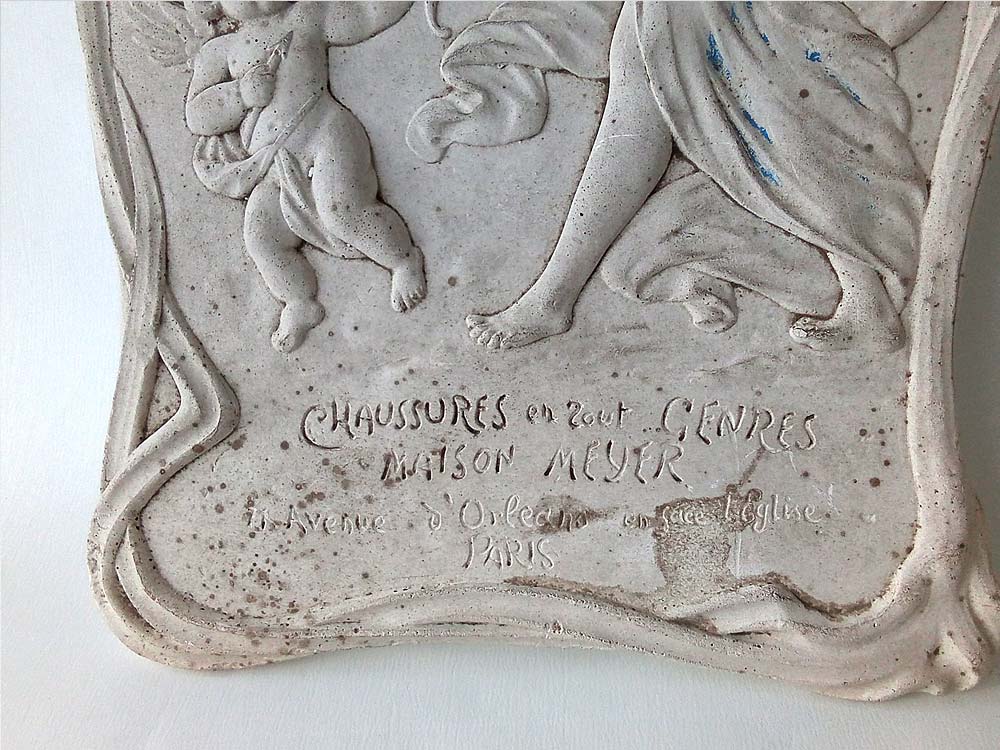 CHAUSSURES en Tout GENRES
MAISON MEYER
Avenue d'Orleans en face l'Église
PARIS